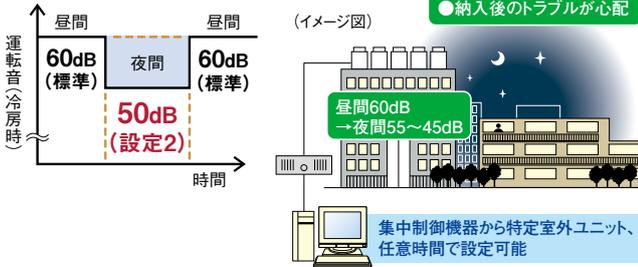 昼間
昼間
60dB
(標準)
夜間
60dB
(標準)
50dB
(設定2)
運転音(冷房時)
時間
(イメージ図)
●納入後のトラブルが心配
昼間60dB
→夜間55～45dB
集中制御機器から特定室外ユニット、
任意時間で設定可能